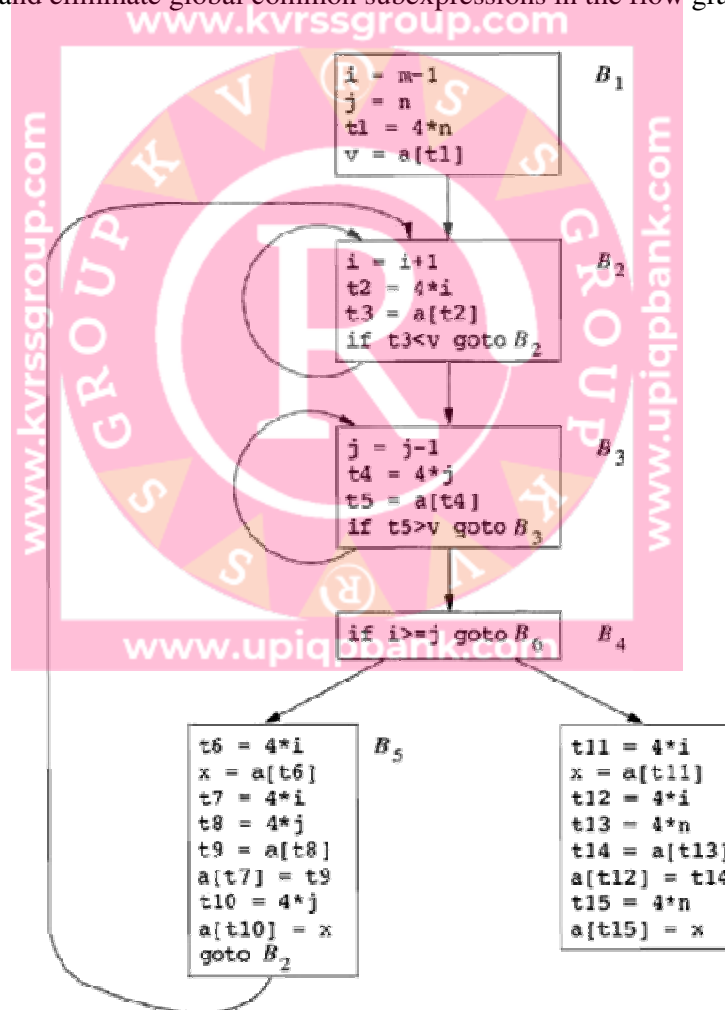 and eliminate global common subexpressions in the flow gra
www.kvrssgroup.com
i = m-1
j = n
t1 = 4*n
v = a[t1]
B1
i = i+1
t2 = 4*i
t3 = a[t2]
if t3<v goto B2
B2
j = j-1
t4 = 4*j
t5 = a[t4]
if t5>v goto B3
B3
if i>=j goto B6
B4
t6 = 4*i
x = a[t6]
t7 = 4*i
t8 = 4*j
t9 = a[t8]
a[t7] = t9
t10 = 4*j
a[t10] = x
goto B2
B5
t11 = 4*i
x = a[t11]
t12 = 4*i
t13 = 4*n
t14 = a[t13]
a[t12] = t14
t15 = 4*n
a[t15] = x
www.kvrssgroup.com
www.upiqpbank.com
www.upiqpbank.com
KVRSS GROUP
KVRSS GROUP
R